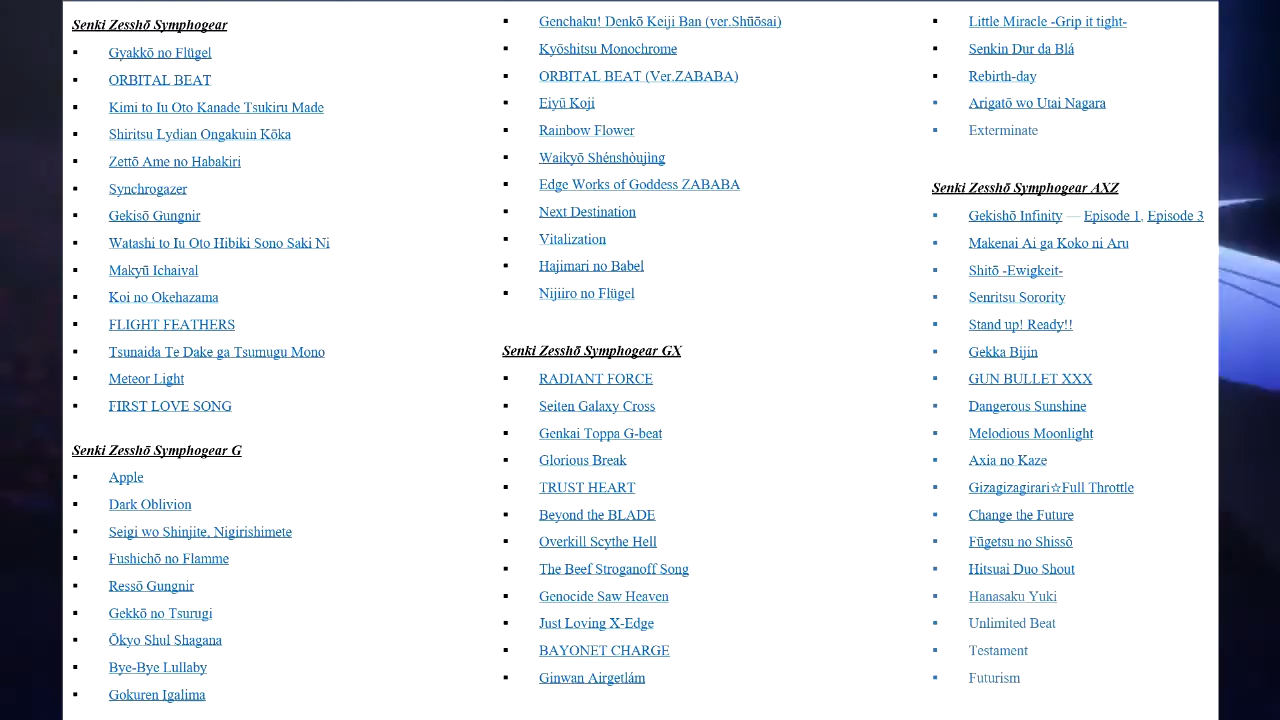 Senki Zesshō Symphogear
Gyakkō no Flügel
ORBITAL BEAT
Kimi to Iu Oto Kanade Tsukiru Made
Shiritsu Lydian Ongakuin Kōka
Zettō Ame no Habakiri
Synchrogazer
Gekisō Gungnir
Watashi to Iu Oto Hibiki Sono Saki Ni
Makyū Ichaival
Koi no Okehazama
FLIGHT FEATHERS
Tsunaida Te Dake ga Tsumugu Mono
Meteor Light
FIRST LOVE SONG
Senki Zesshō Symphogear G
Apple
Dark Oblivion
Seigi wo Shinjite, Nigirishimete
Fushichō no Flamme
Ressō Gungnir
Gekkō no Tsurugi
Ōkyo Shul Shagana
Bye-Bye Lullaby
Gokuren Igalima
Genchaku! Denkō Keiji Ban (ver.Shūōsai)
Kyōshitsu Monochrome
ORBITAL BEAT (Ver.ZABABA)
Eiyū Koji
Rainbow Flower
Waikyō Shénshòujìng
Edge Works of Goddess ZABABA
Next Destination
Vitalization
Hajimari no Babel
Nijiiro no Flügel
Senki Zesshō Symphogear GX
RADIANT FORCE
Seiten Galaxy Cross
Genkai Toppa G-beat
Glorious Break
TRUST HEART
Beyond the BLADE
Overkill Scythe Hell
The Beef Stroganoff Song
Genocide Saw Heaven
Just Loving X-Edge
BAYONET CHARGE
Ginwan Airgetlám
Little Miracle -Grip it tight-
Senkin Dur da Blá
Rebirth-day
Arigatō wo Utai Nagara
Exterminate
Senki Zesshō Symphogear AXZ
Gekishō Infinity — Episode 1, Episode 3
Makenai Ai ga Koko ni Aru
Shitō -Ewigkeit-
Senritsu Sorority
Stand up! Ready!!
Gekka Bijin
GUN BULLET XXX
Dangerous Sunshine
Melodious Moonlight
Axia no Kaze
Gizagizagirari☆Full Throttle
Change the Future
Fūgetsu no Shissō
Hitsuai Duo Shout
Hanasaku Yuki
Unlimited Beat
Testament
Futurism